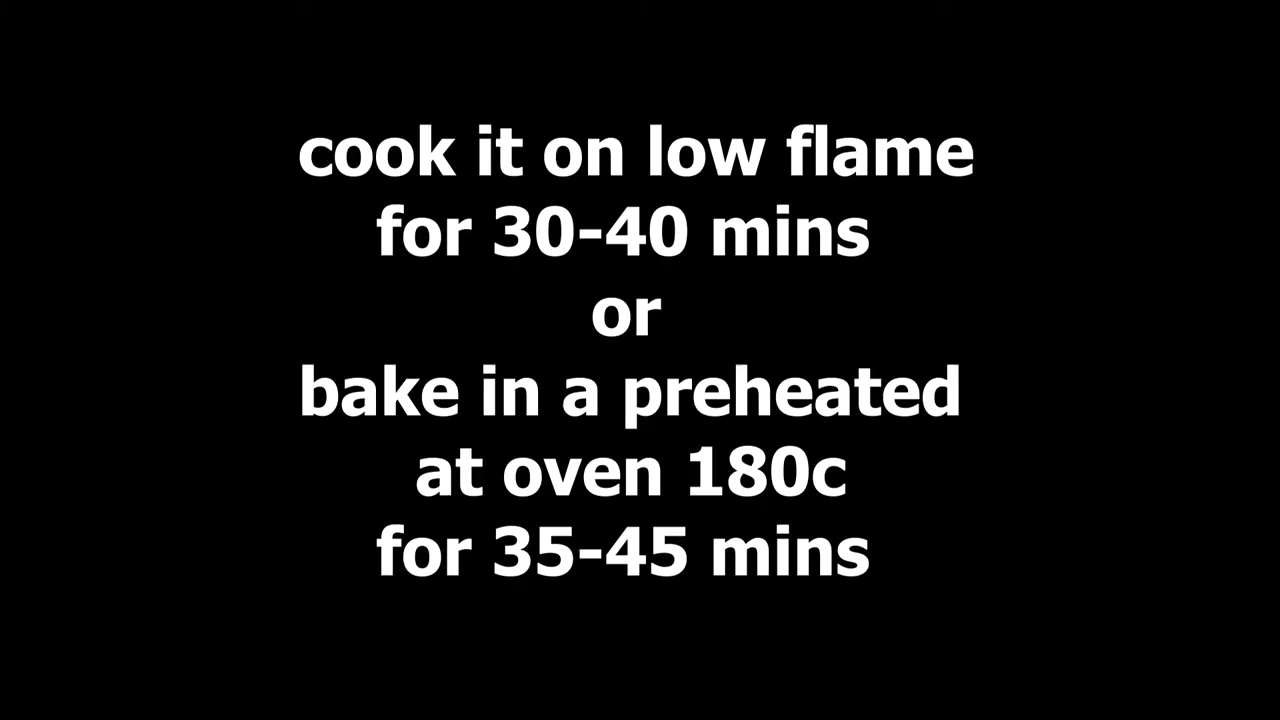 cook it on low flame
for 30-40 mins
or
bake in a preheated
at oven 180c
for 35-45 mins